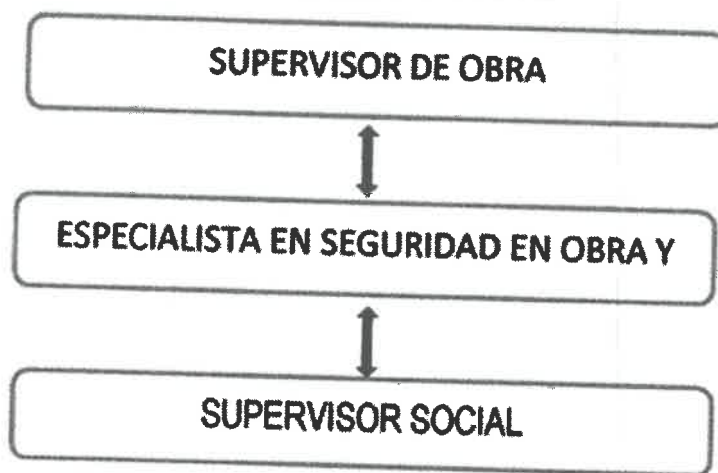 SUPERVISOR DE OBRA
ESPECIALISTA EN SEGURIDAD EN OBRA Y
SUPERVISOR SOCIAL